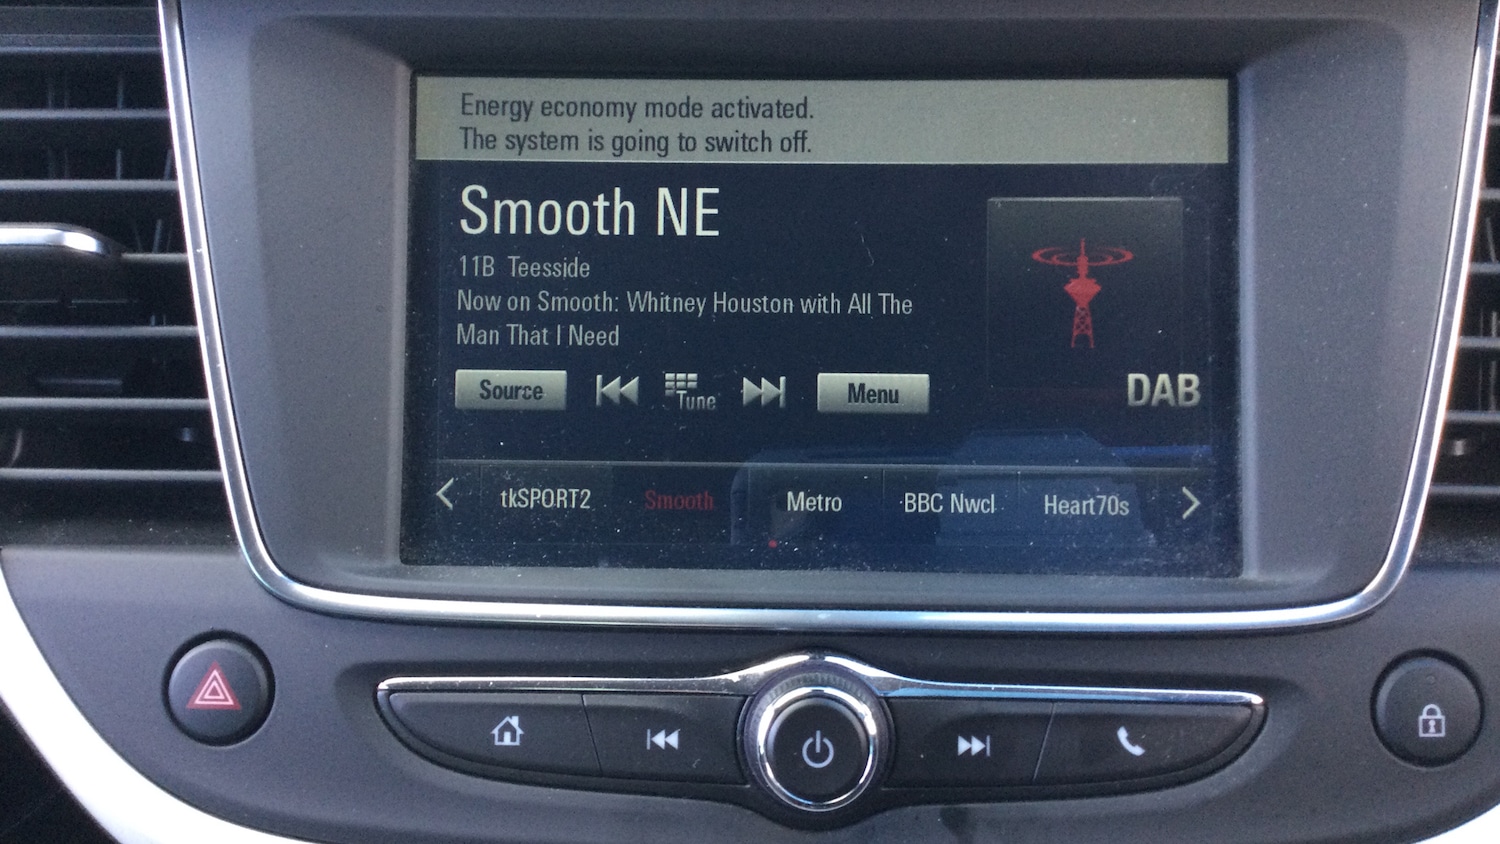 Energy economy mode activated.
The system is going to switch off.
Smooth NE
11B Teesside
Now on Smooth: Whitney Houston with All The
Man That I Need
Source
Tune
Menu
DAB
tkSPORT2
Smooth
Metro
BBC Nwcl
Heart70s